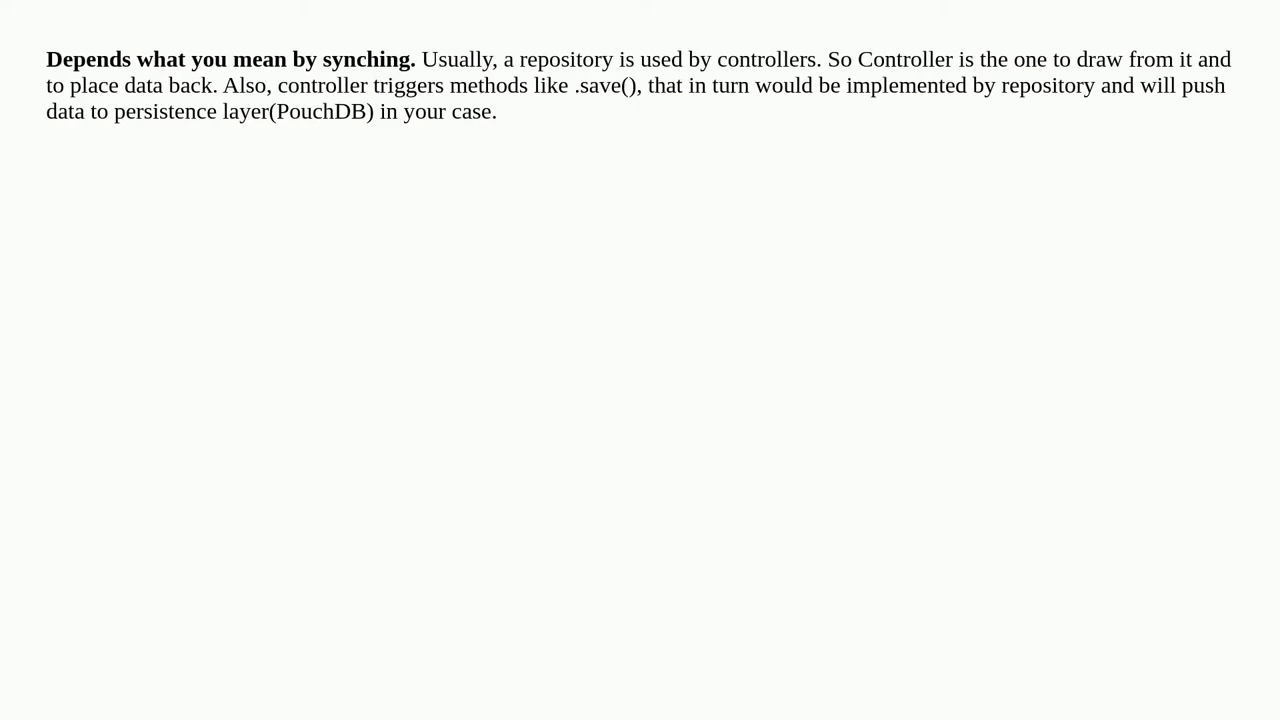 Depends what you mean by synching. Usually, a repository is used by controllers. So Controller is the one to draw from it and
to place data back. Also, controller triggers methods like .save(), that in turn would be implemented by repository and will push
data to persistence layer(PouchDB) in your case.